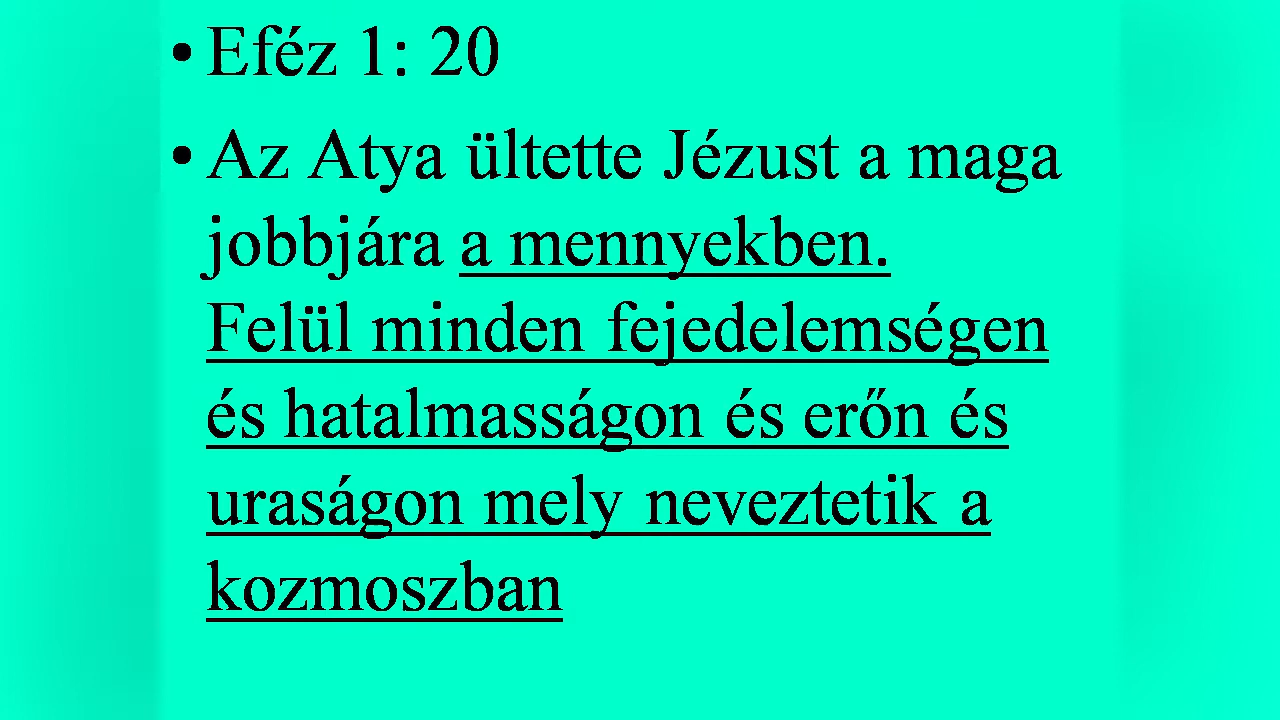 • Eféz 1: 20
• Az Atya ültette Jézust a maga
jobbjára a mennyekben.
Felül minden fejedelemségen
és hatalmasságon és erőn és
uraságon mely neveztetik a
kozmoszban